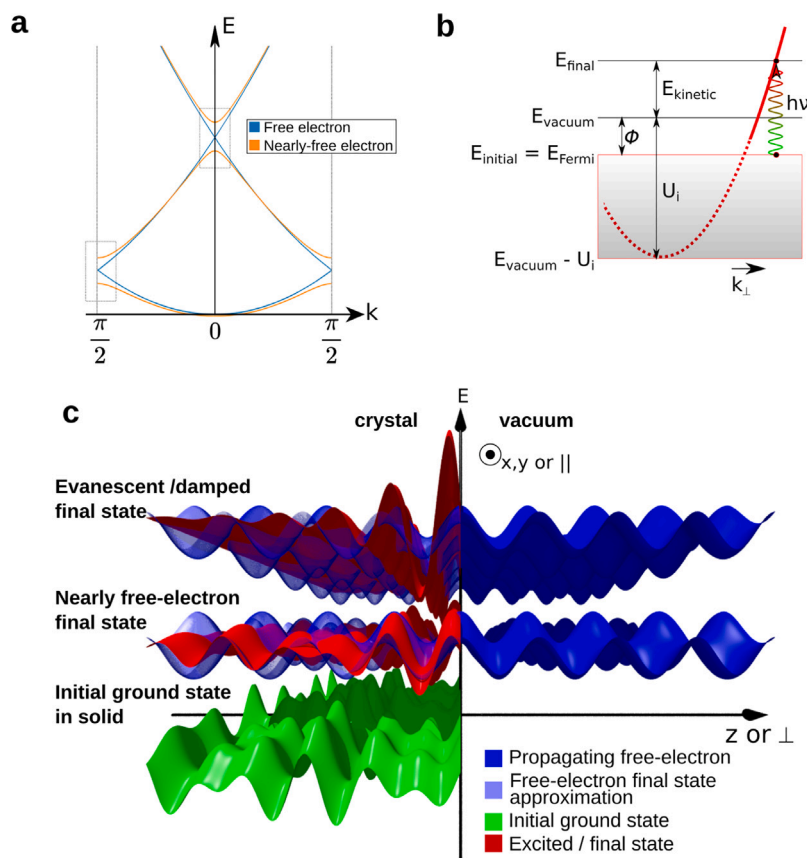 a
E
Free electron
Nearly-free electron
k
π/2
0
π/2
b
E_final
E_kinetic
hν
E_vacuum
Φ
E_initial = E_Fermi
U_i
E_vacuum - U_i
k_⊥
c
E
crystal
vacuum
x,y or ||
Evanescent /damped
final state
Nearly free-electron
final state
Initial ground state
in solid
z or ⊥
Propagating free-electron
Free-electron final state
approximation
Initial ground state
Excited / final state